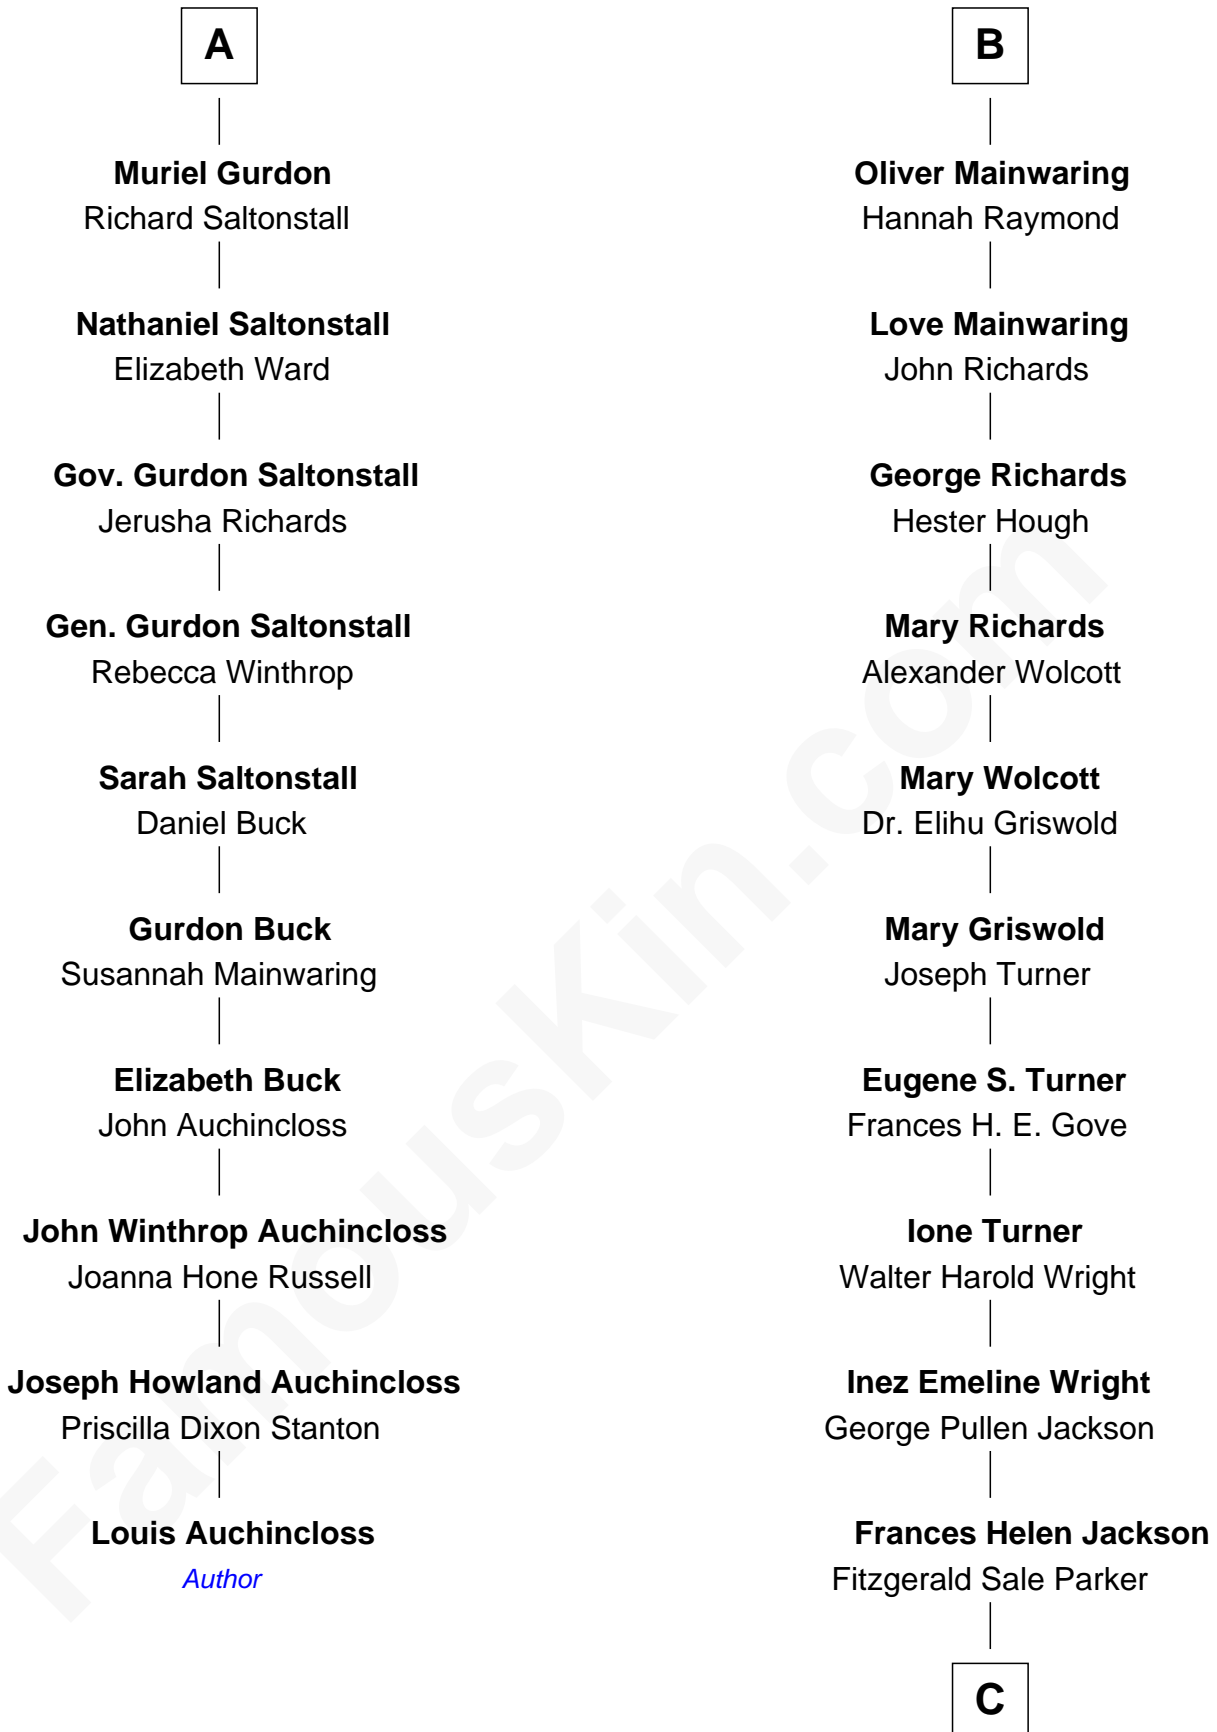 A
Muriel Gurdon
Richard Saltonstall
Nathaniel Saltonstall
Elizabeth Ward
Gov. Gurdon Saltonstall
Jerusha Richards
Gen. Gurdon Saltonstall
Rebecca Winthrop
Sarah Saltonstall
Daniel Buck
Gurdon Buck
Susannah Mainwaring
Elizabeth Buck
John Auchincloss
John Winthrop Auchincloss
Joanna Hone Russell
Joseph Howland Auchincloss
Priscilla Dixon Stanton
Louis Auchincloss
Author
B
Oliver Mainwaring
Hannah Raymond
Love Mainwaring
John Richards
George Richards
Hester Hough
Mary Richards
Alexander Wolcott
Mary Wolcott
Dr. Elihu Griswold
Mary Griswold
Joseph Turner
Eugene S. Turner
Frances H. E. Gove
Ione Turner
Walter Harold Wright
Inez Emeline Wright
George Pullen Jackson
Frances Helen Jackson
Fitzgerald Sale Parker
C
FamousKin.com